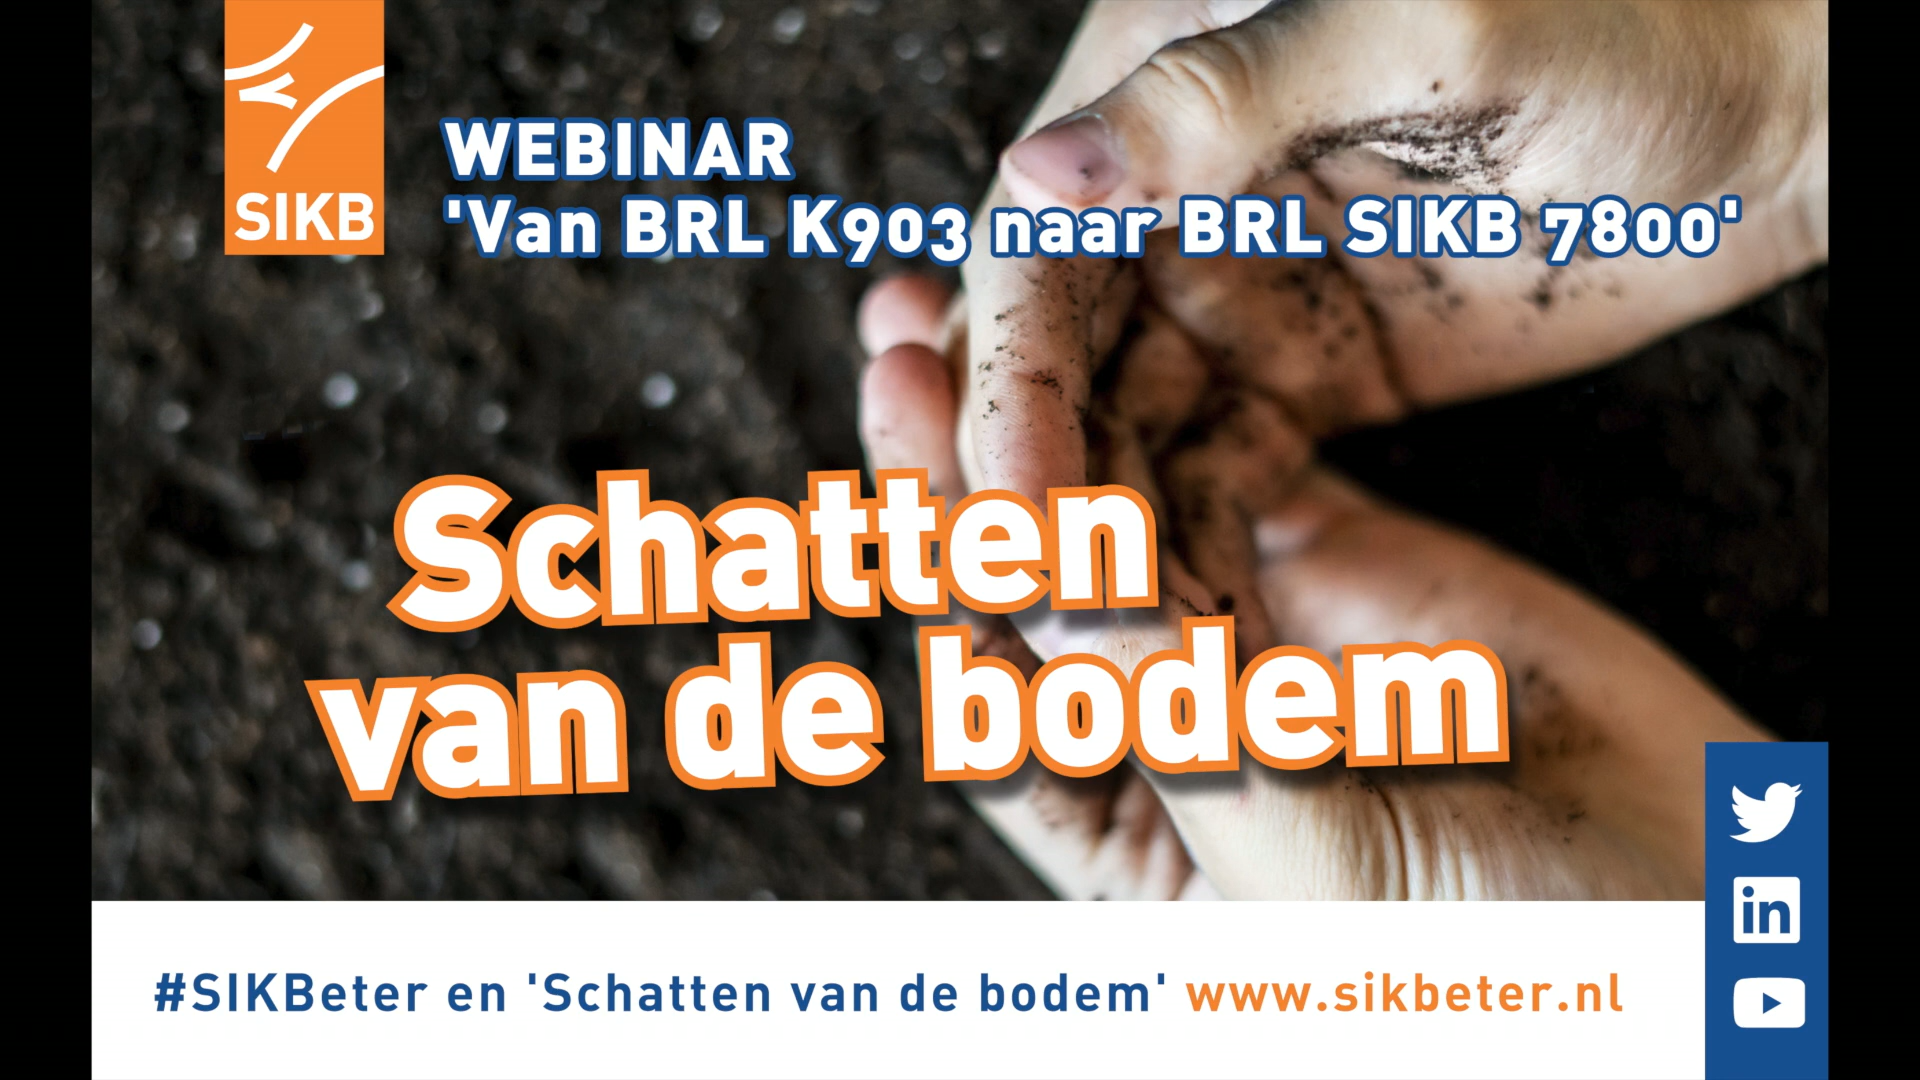 SIKB
WEBINAR
'Van BRL K903 naar BRL SIKB 7800'
Schatten
van de bodem
#SIKBeter en 'Schatten van de bodem' www.sikbeter.nl
in